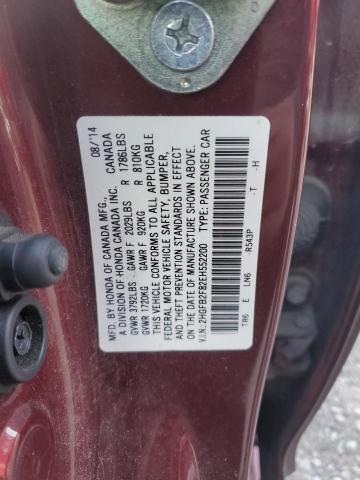 MFD. BY HONDA OF CANADA MFG., 08/'14
A DIVISION OF HONDA CANADA INC. CANADA
GVWR 3792LBS GAWR F 2029LBS R 1786LBS
GVWR 1720KG GAWR F 920KG R 810KG
THIS VEHICLE CONFORMS TO ALL APPLICABLE
FEDERAL MOTOR VEHICLE SAFETY, BUMPER,
AND THEFT PREVENTION STANDARDS IN EFFECT
ON THE DATE OF MANUFACTURE SHOWN ABOVE.
V.I.N.: 2HGFB2F82EH552200 TYPE: PASSENGER CAR
TR6 E LN6 -R543P -T -H